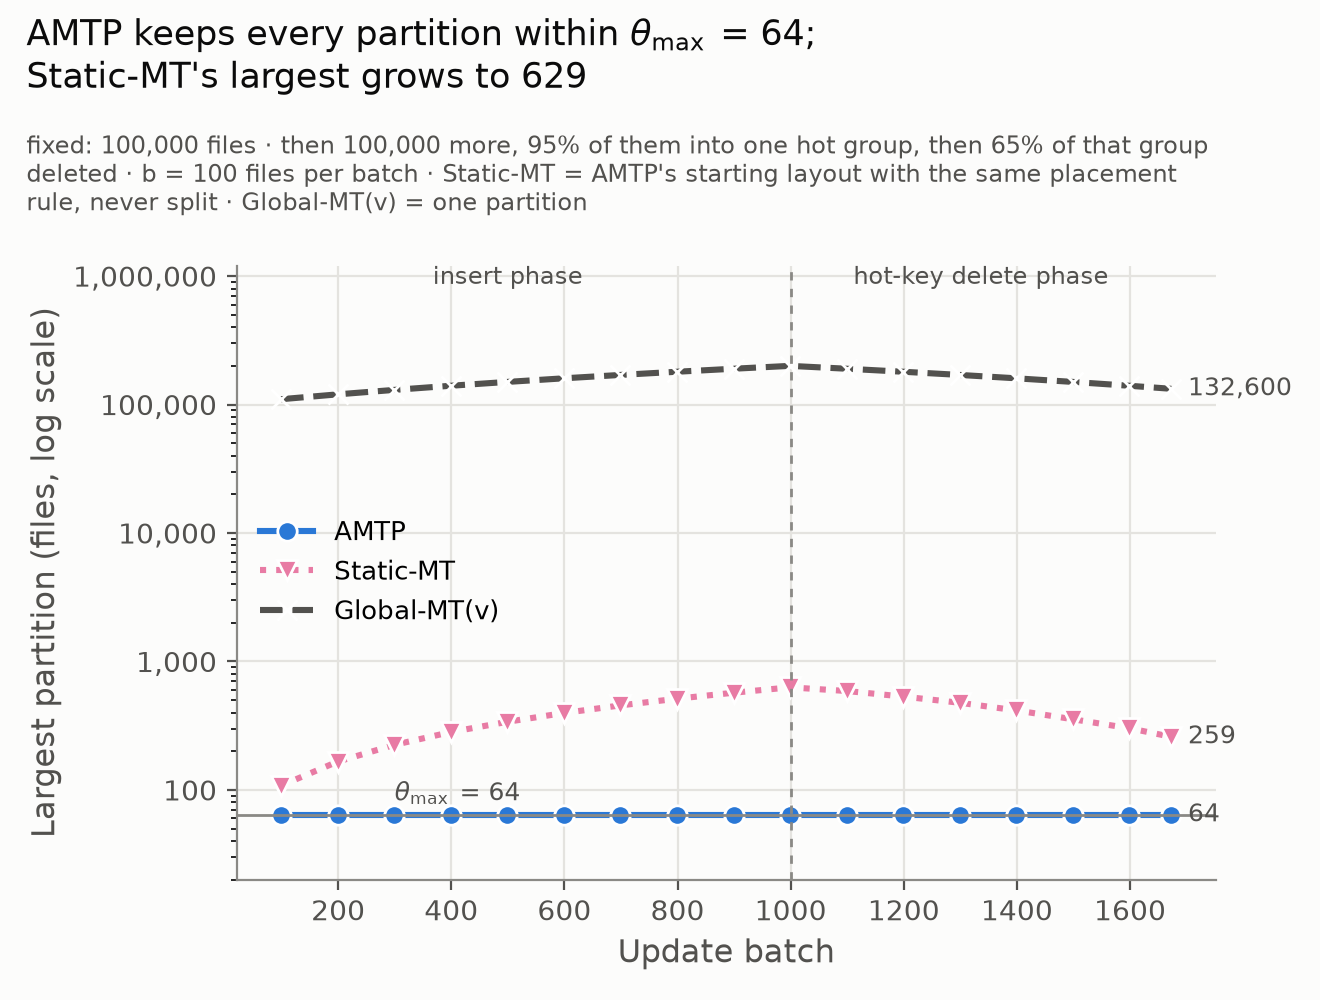 AMTP keeps every partition within θmax = 64;
Static-MT's largest grows to 629
fixed: 100,000 files · then 100,000 more, 95% of them into one hot group, then 65% of that group
deleted · b = 100 files per batch · Static-MT = AMTP's starting layout with the same placement
rule, never split · Global-MT(v) = one partition
insert phase
hot-key delete phase
Largest partition (files, log scale)
1,000,000
100,000
10,000
1,000
100
132,600
AMTP
Static-MT
Global-MT(v)
259
θmax = 64
64
200 400 600 800 1000 1200 1400 1600
Update batch